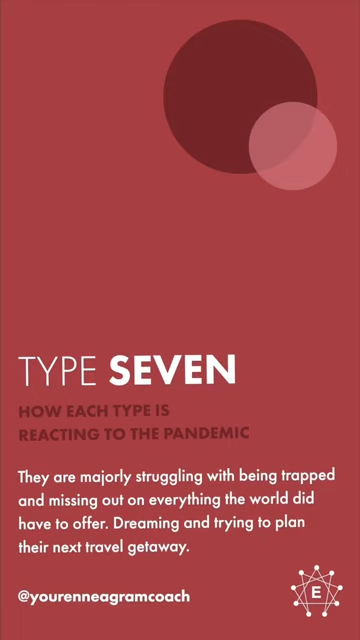 TYPE SEVEN
HOW EACH TYPE IS
REACTING TO THE PANDEMIC
They are majorly struggling with being trapped
and missing out on everything the world did
have to offer. Dreaming and trying to plan
their next travel getaway.
@yourenneagramcoach
E